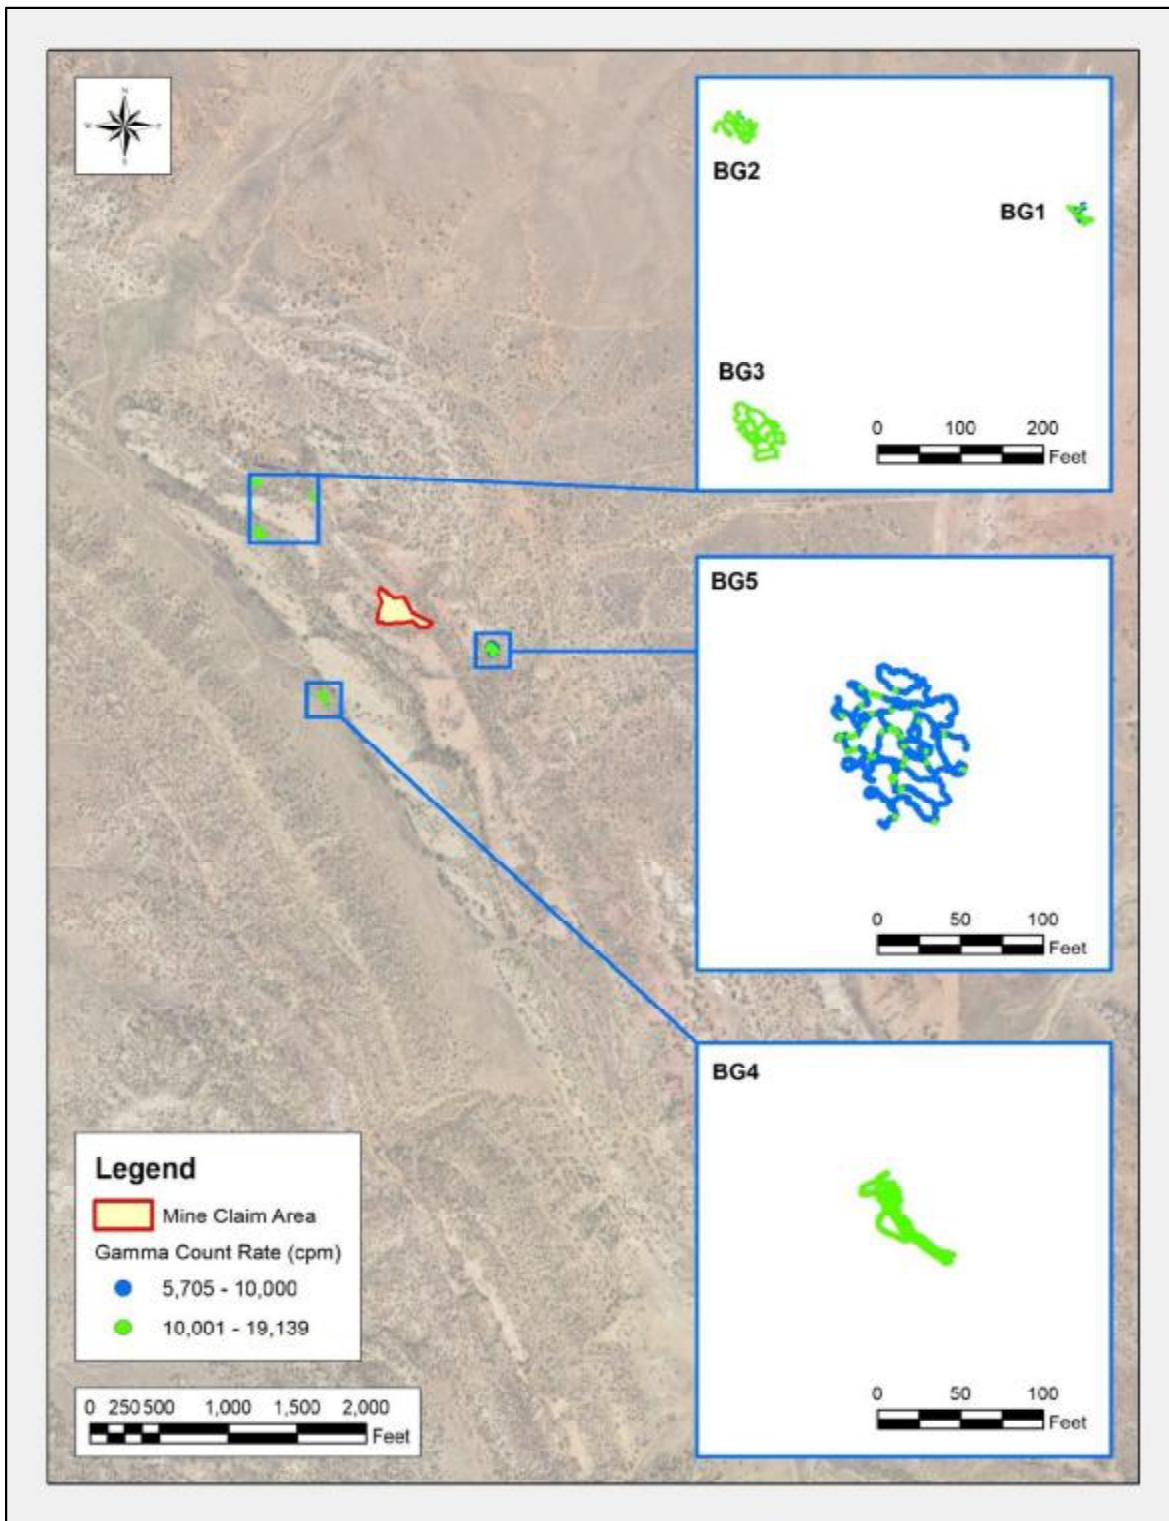 N
W
E
S
BG2
BG1
BG3
0 100 200
Feet
BG5
0 50 100
Feet
BG4
0 50 100
Feet
Legend
Mine Claim Area
Gamma Count Rate (cpm)
5,705 - 10,000
10,001 - 19,139
0 250 500 1,000 1,500 2,000
Feet